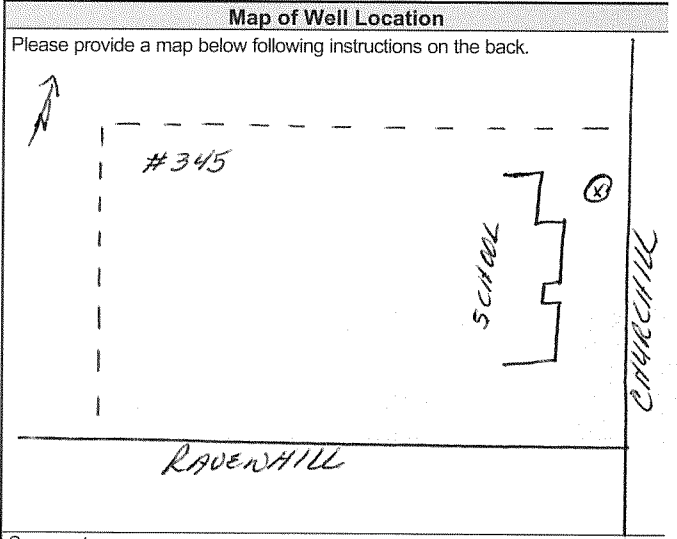 Map of Well Location
Please provide a map below following instructions on the back.
N
#345
SCHOOL
CHURCHILL
RAVENHILL